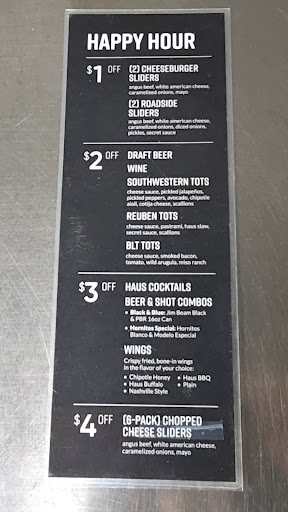 HAPPY HOUR
$1 OFF (2) CHEESEBURGER
SLIDERS
angus beef, white american cheese,
caramelized onions, mayo
(2) ROADSIDE
SLIDERS
angus beef, white american cheese,
caramelized onions, diced onions,
pickles, secret sauce
$2 OFF DRAFT BEER
WINE
SOUTHWESTERN TOTS
cheese sauce, pickled jalapeños,
pickled peppers, avocado, chipotle
aioli, cotija cheese, scallions
REUBEN TOTS
cheese sauce, pastrami, haus slaw,
secret sauce, scallions
BLT TOTS
cheese sauce, smoked bacon,
tomato, wild arugula, miso ranch
$3 OFF HAUS COCKTAILS
BEER & SHOT COMBOS
• Black & Blue: Jim Beam Black
& PBR 16oz Can
• Hornitos Special: Hornitos
Blanco & Modelo Especial
WINGS
Crispy fried, bone-in wings
in the flavor of your choice:
• Chipotle Honey • Haus BBQ
• Haus Buffalo • Plain
• Nashville Style
$4 OFF (6-PACK) CHOPPED
CHEESE SLIDERS
angus beef, white american cheese,
caramelized onions, mayo